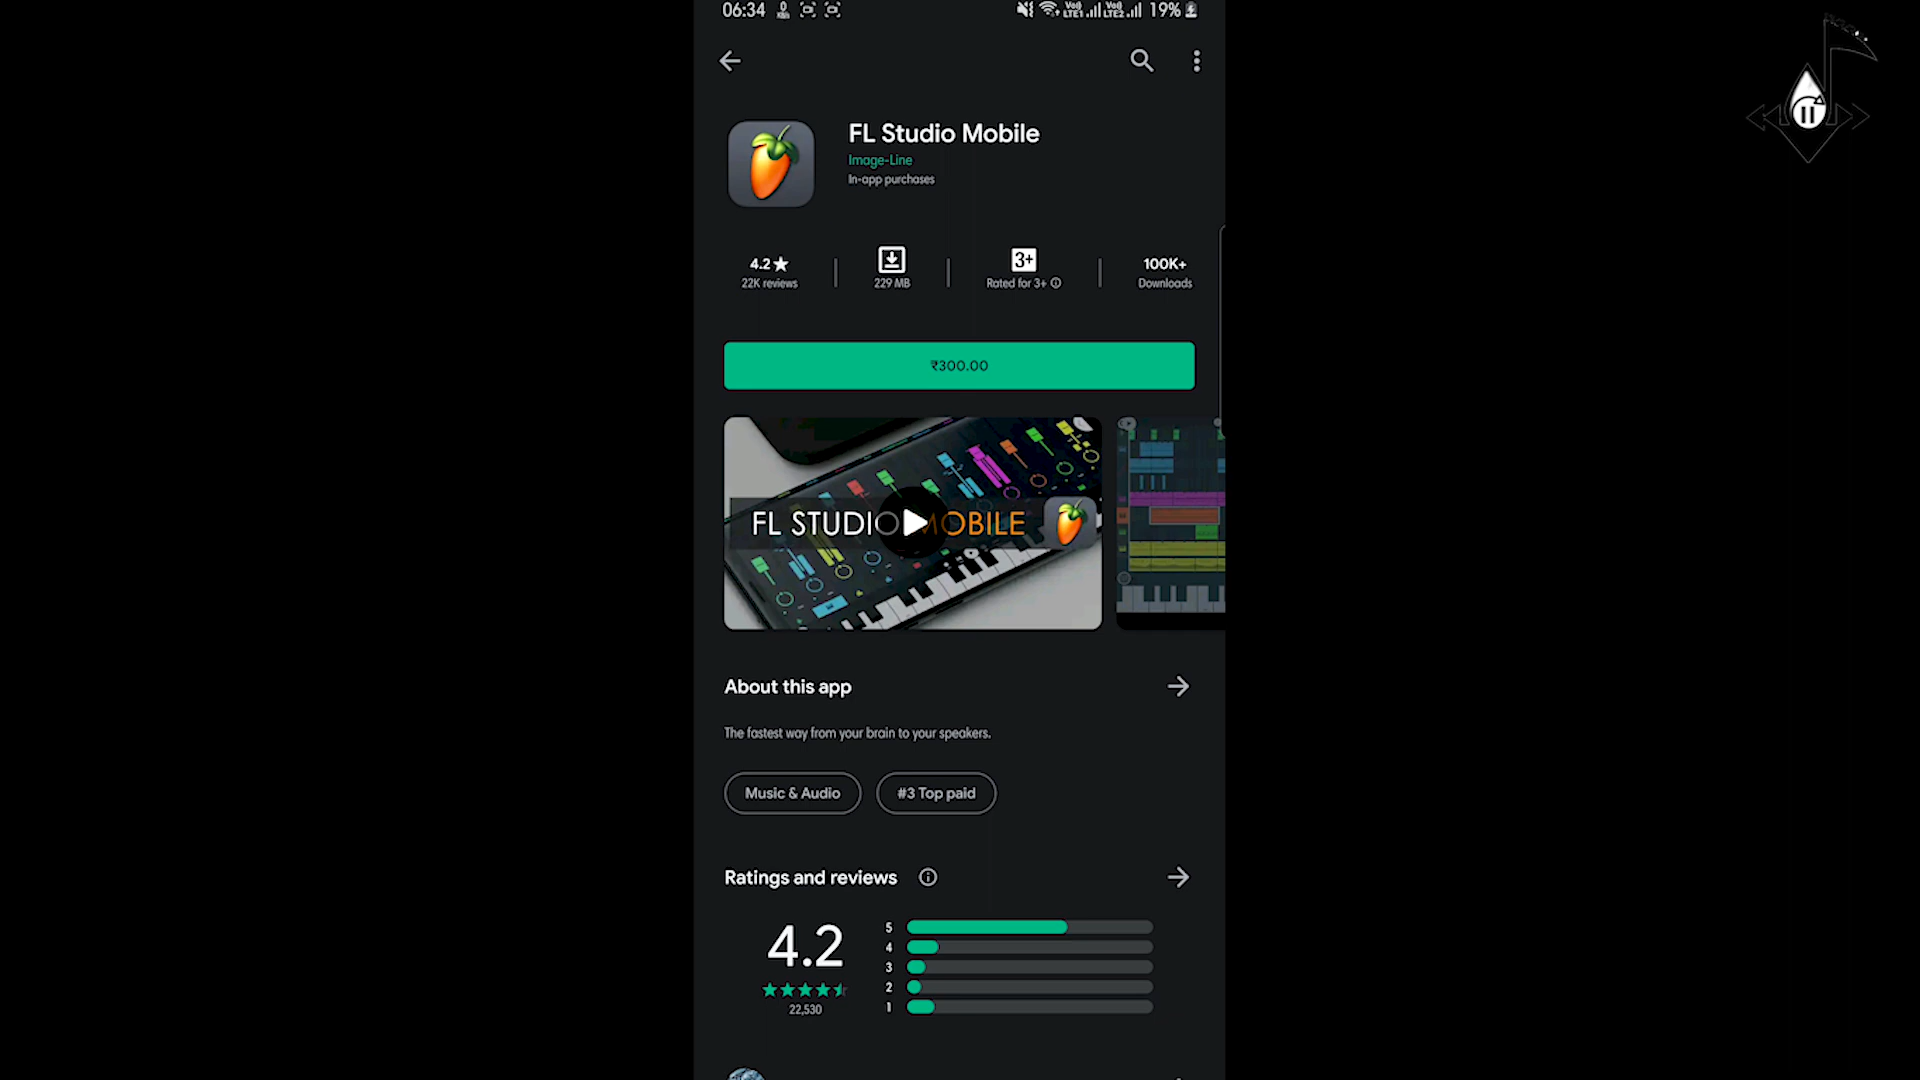 06:34 19%
FL Studio Mobile
Image-Line
In-app purchases
4.2★ 3+ 100K+
22K reviews 229 MB Rated for 3+ Downloads
₹300.00
FL STUDIO MOBILE
About this app
The fastest way from your brain to your speakers.
Music & Audio #3 Top paid
Ratings and reviews
4.2
22,530
5
4
3
2
1